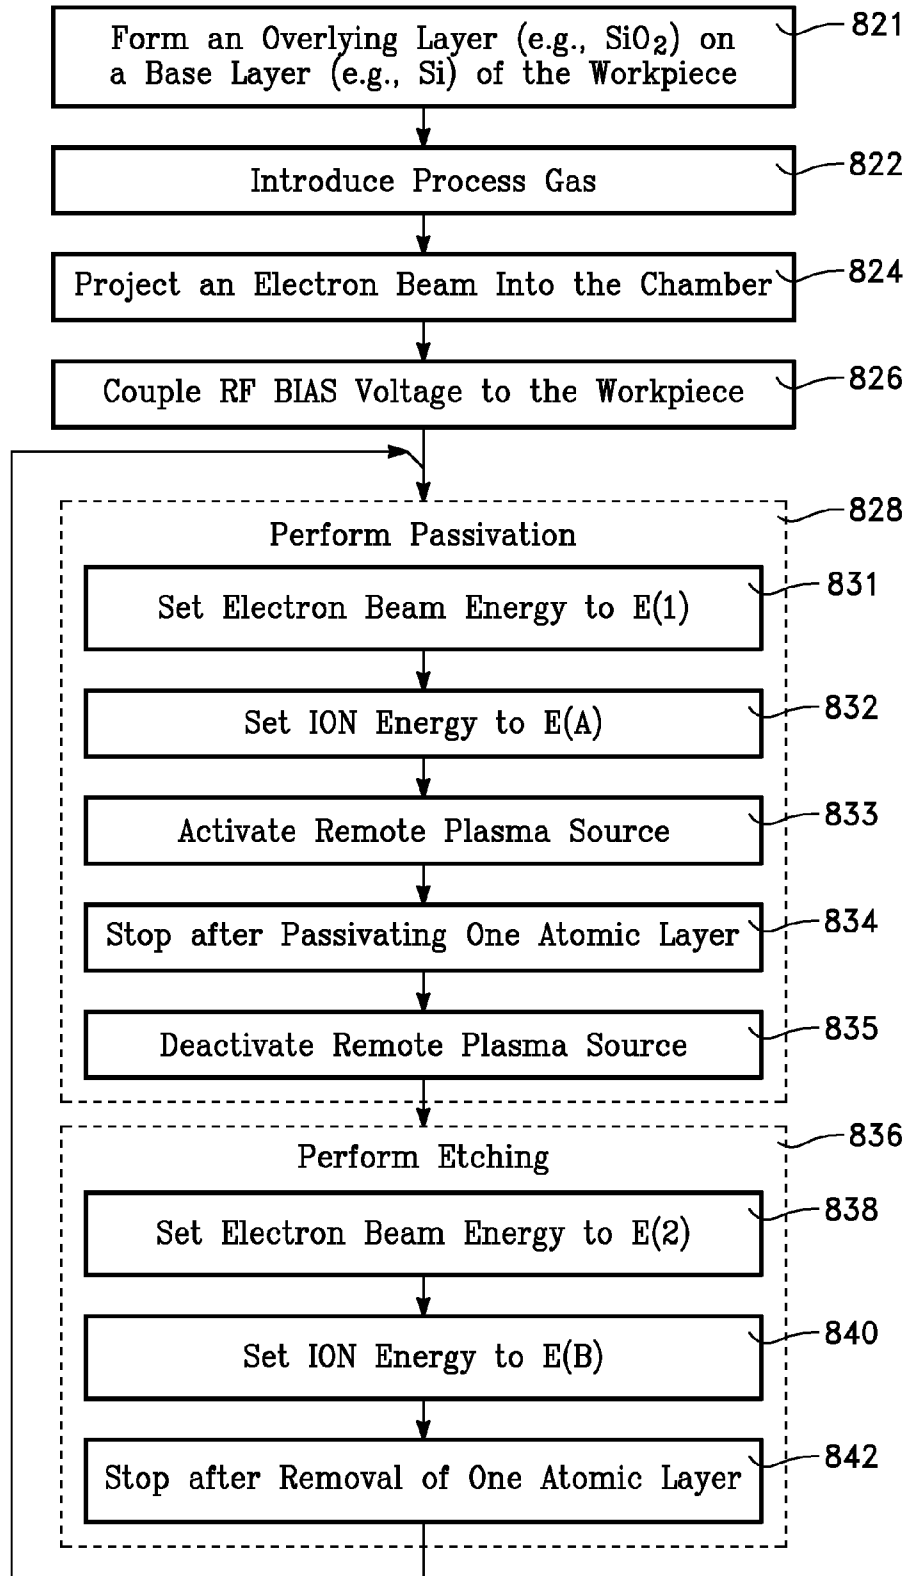 Form an Overlying Layer (e.g., SiO₂) on
a Base Layer (e.g., Si) of the Workpiece
821
Introduce Process Gas
822
Project an Electron Beam Into the Chamber
824
Couple RF BIAS Voltage to the Workpiece
826
828
Perform Passivation
Set Electron Beam Energy to E(1)
831
Set ION Energy to E(A)
832
Activate Remote Plasma Source
833
Stop after Passivating One Atomic Layer
834
Deactivate Remote Plasma Source
835
836
Perform Etching
Set Electron Beam Energy to E(2)
838
Set ION Energy to E(B)
840
Stop after Removal of One Atomic Layer
842